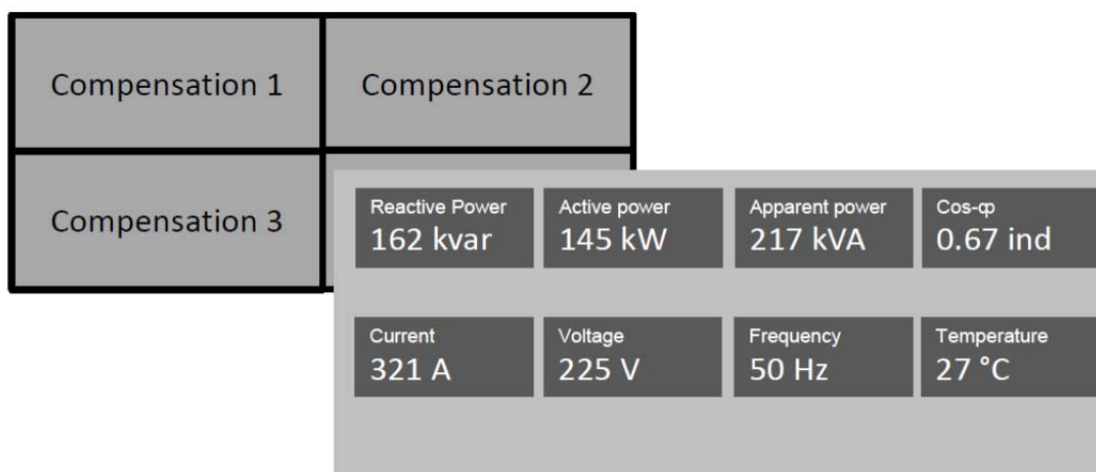 Compensation 1
Compensation 2
Compensation 3
Reactive Power
162 kvar
Active power
145 kW
Apparent power
217 kVA
Cos-φ
0.67 ind
Current
321 A
Voltage
225 V
Frequency
50 Hz
Temperature
27 °C